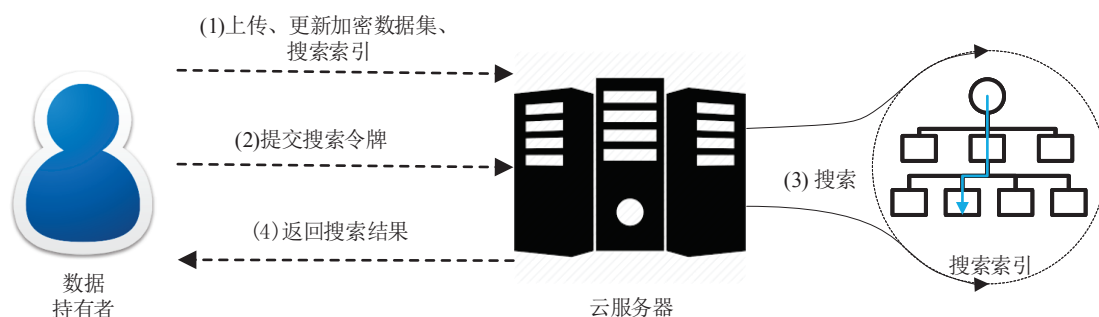 (1)上传、更新加密数据集、
搜索索引
(2)提交搜索令牌
(3) 搜索
(4)返回搜索结果
搜索索引
数据
持有者
云服务器